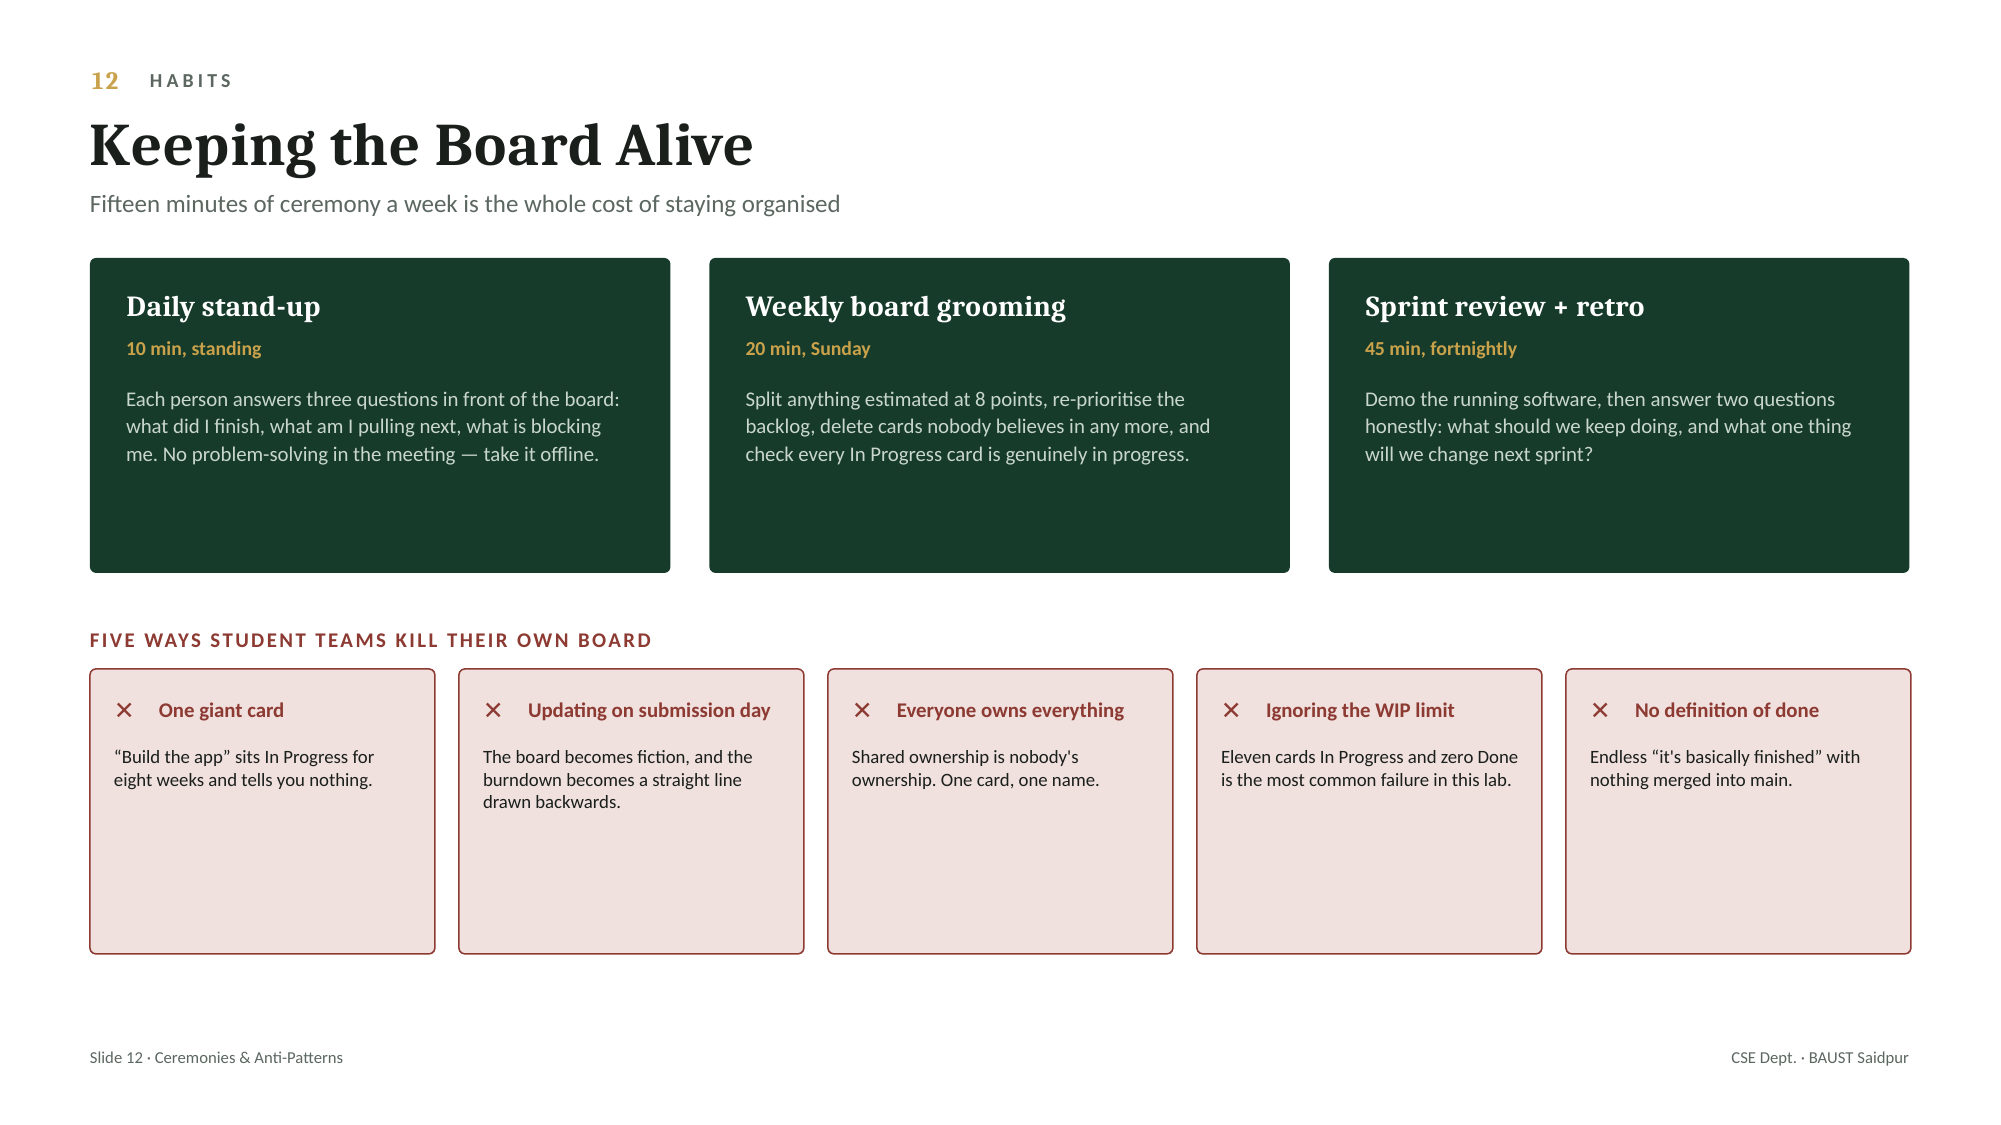 12 HABITS
Keeping the Board Alive
Fifteen minutes of ceremony a week is the whole cost of staying organised
Daily stand-up
10 min, standing
Each person answers three questions in front of the board:
what did I finish, what am I pulling next, what is blocking
me. No problem-solving in the meeting — take it offline.
Weekly board grooming
20 min, Sunday
Split anything estimated at 8 points, re-prioritise the
backlog, delete cards nobody believes in any more, and
check every In Progress card is genuinely in progress.
Sprint review + retro
45 min, fortnightly
Demo the running software, then answer two questions
honestly: what should we keep doing, and what one thing
will we change next sprint?
FIVE WAYS STUDENT TEAMS KILL THEIR OWN BOARD
✕ One giant card
“Build the app” sits In Progress for
eight weeks and tells you nothing.
✕ Updating on submission day
The board becomes fiction, and the
burndown becomes a straight line
drawn backwards.
✕ Everyone owns everything
Shared ownership is nobody's
ownership. One card, one name.
✕ Ignoring the WIP limit
Eleven cards In Progress and zero Done
is the most common failure in this lab.
✕ No definition of done
Endless “it's basically finished” with
nothing merged into main.
Slide 12 · Ceremonies & Anti-Patterns
CSE Dept. · BAUST Saidpur